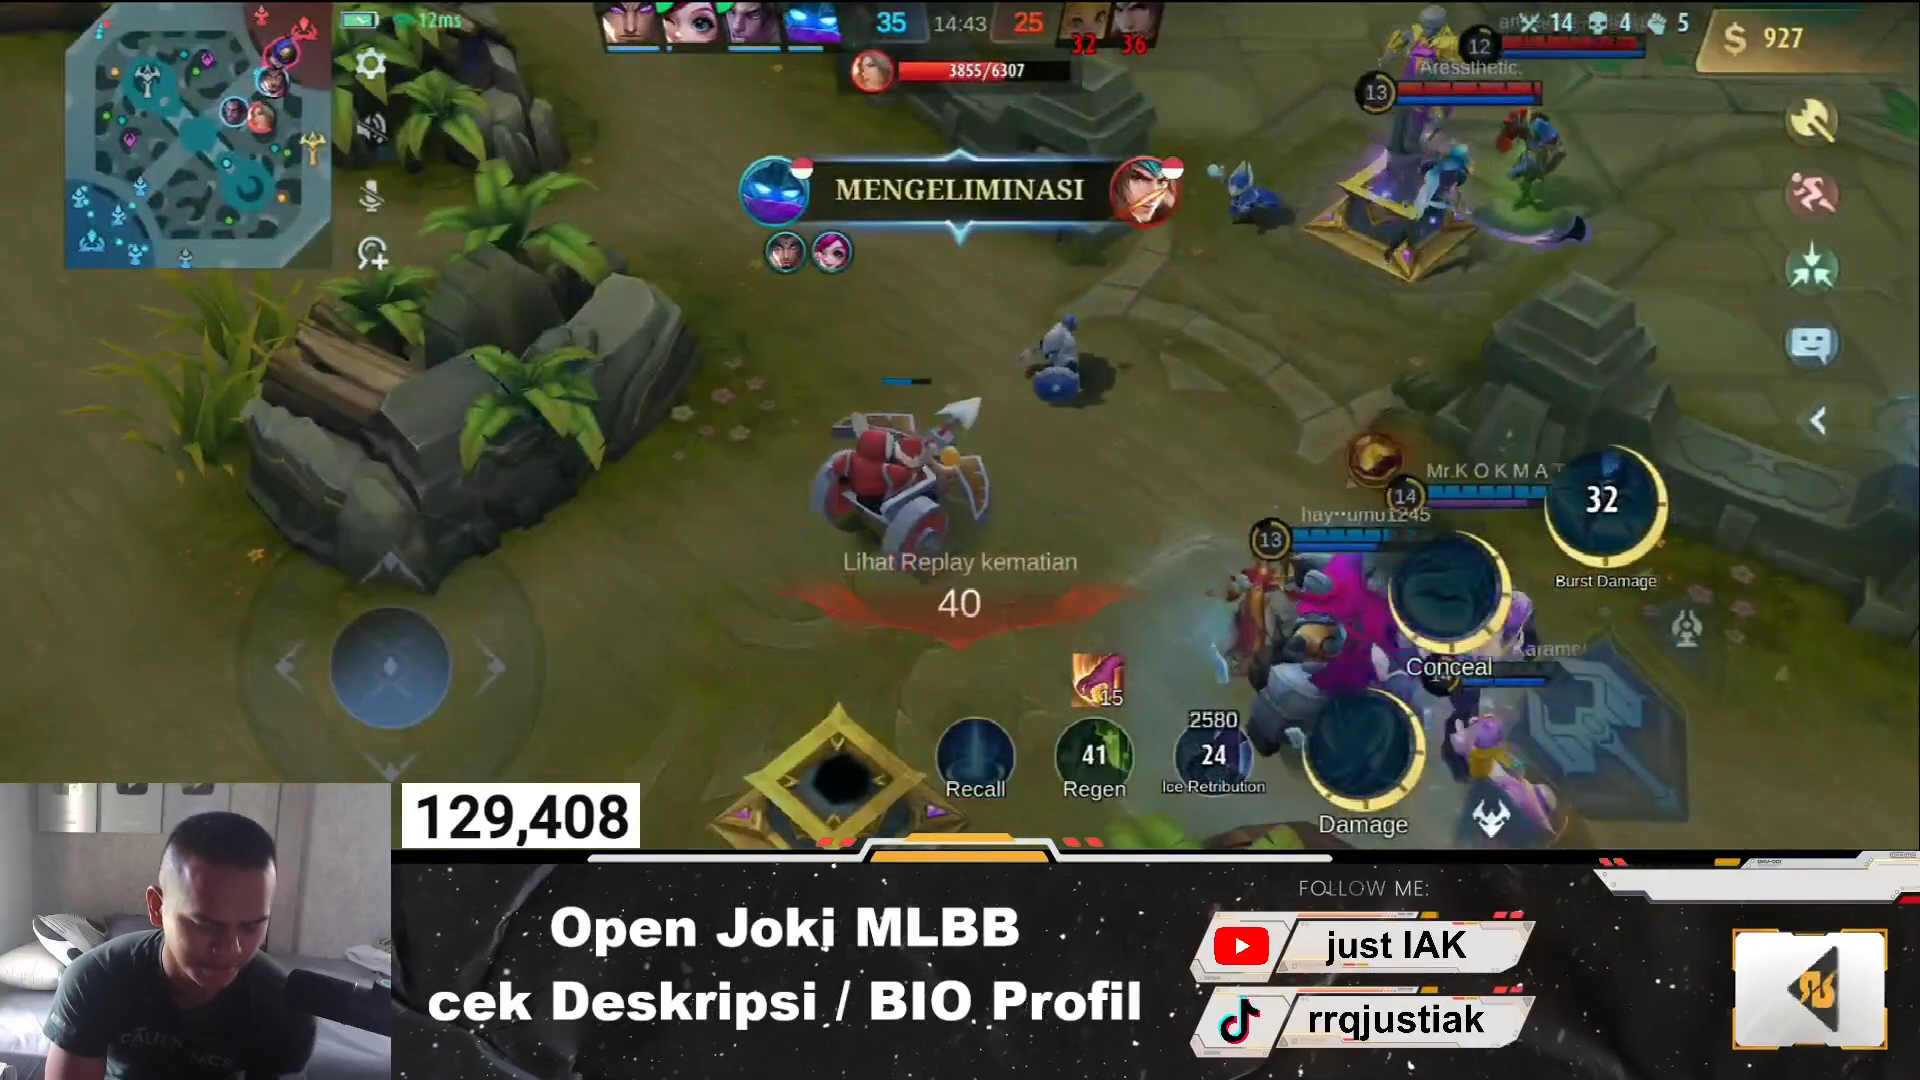 12ms
35 14:43 25
32 36
14 4 5
$ 927
3855/6307
12
Aressthetic.
13
MENGELIMINASI
Mr.K O K M A T
14
32
hay••umu1245
13
Burst Damage
Lihat Replay kematian
40
Conceal
Karamel
15
2580
41
24
Recall
Regen
Ice Retribution
Damage
129,408
FOLLOW ME:
Open Joki MLBB
cek Deskripsi / BIO Profil
just IAK
rrqjustiak